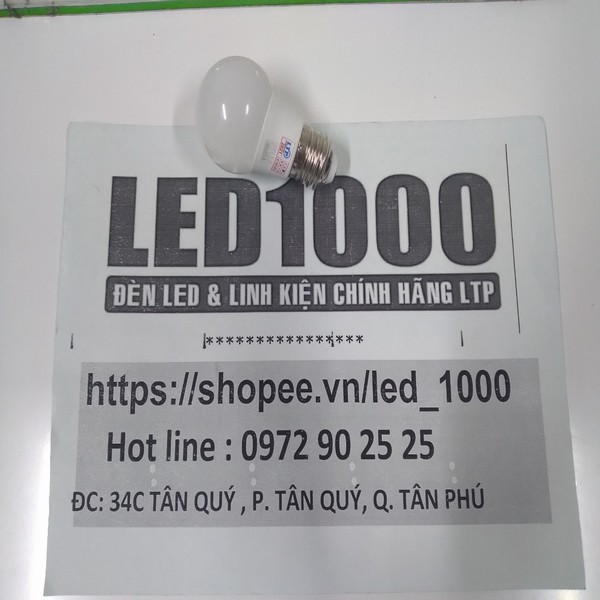 LTP
LED1000
ĐÈN LED & LINH KIỆN CHÍNH HÃNG LTP
***************
https://shopee.vn/led_1000
Hot line : 0972 90 25 25
ĐC: 34C TÂN QUÝ , P. TÂN QUÝ, Q. TÂN PHÚ